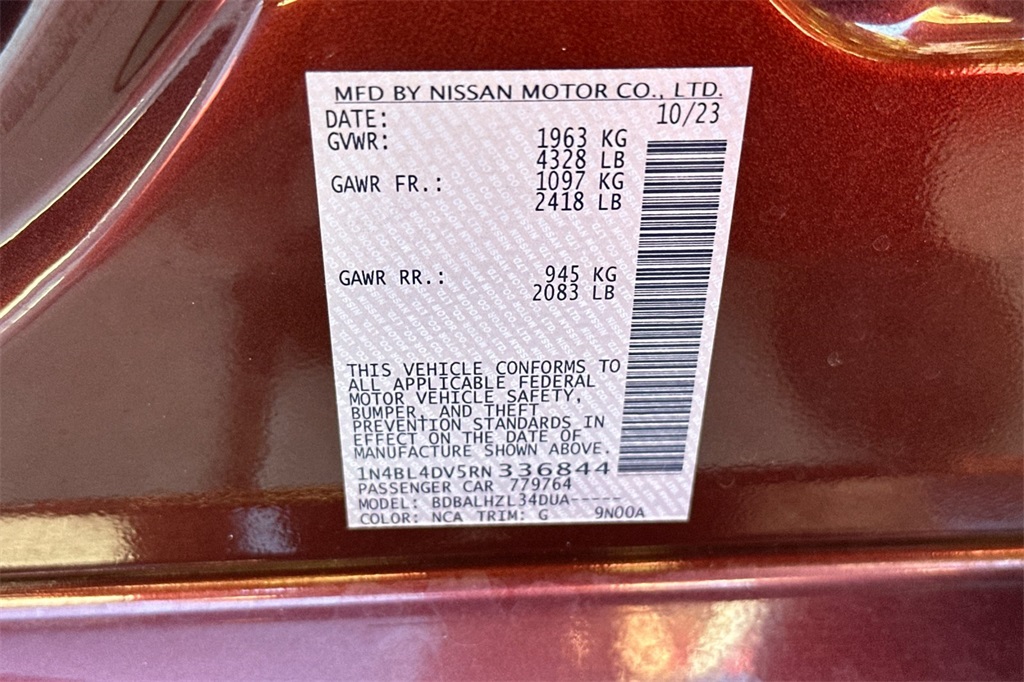 MFD BY NISSAN MOTOR CO., LTD.
DATE: 10/23
GVWR: 1963 KG
4328 LB
GAWR FR.: 1097 KG
2418 LB
GAWR RR.: 945 KG
2083 LB
THIS VEHICLE CONFORMS TO
ALL APPLICABLE FEDERAL
MOTOR VEHICLE SAFETY,
BUMPER, AND THEFT
PREVENTION STANDARDS IN
EFFECT ON THE DATE OF
MANUFACTURE SHOWN ABOVE.
1N4BL4DV5RN336844
PASSENGER CAR 779764
MODEL: BDBALHZL34DUA-----
COLOR: NCA TRIM: G 9N00A